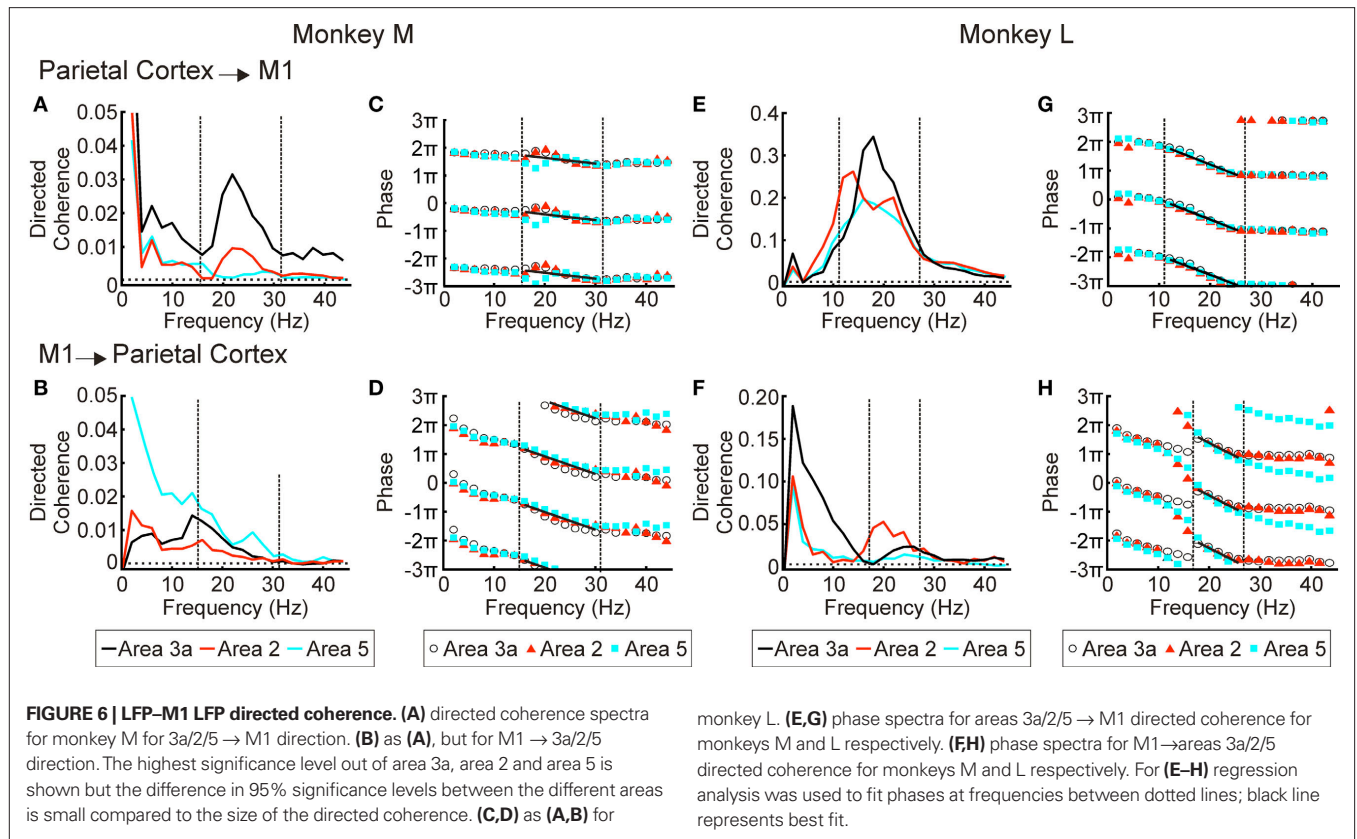 Monkey M
Monkey L
Parietal Cortex → M1
A
Directed Coherence
0.05
0.04
0.03
0.02
0.01
0
0 10 20 30 40
Frequency (Hz)
C
Phase
3π
2π
1π
0
-1π
-2π
-3π
0 10 20 30 40
Frequency (Hz)
E
Directed Coherence
0.4
0.3
0.2
0.1
0
0 10 20 30 40
Frequency (Hz)
G
Phase
3π
2π
1π
0
-1π
-2π
-3π
0 10 20 30 40
Frequency (Hz)
M1 → Parietal Cortex
B
Directed Coherence
0.05
0.04
0.03
0.02
0.01
0
0 10 20 30 40
Frequency (Hz)
D
Phase
3π
2π
1π
0
-1π
-2π
-3π
0 10 20 30 40
Frequency (Hz)
F
Directed Coherence
0.20
0.15
0.10
0.05
0
0 10 20 30 40
Frequency (Hz)
H
Phase
3π
2π
1π
0
-1π
-2π
-3π
0 10 20 30 40
Frequency (Hz)
Area 3a Area 2 Area 5
Area 3a Area 2 Area 5
Area 3a Area 2 Area 5
Area 3a Area 2 Area 5
FIGURE 6 | LFP–M1 LFP directed coherence. (A) directed coherence spectra
for monkey M for 3a/2/5 → M1 direction. (B) as (A), but for M1 → 3a/2/5
direction. The highest significance level out of area 3a, area 2 and area 5 is
shown but the difference in 95% significance levels between the different areas
is small compared to the size of the directed coherence. (C,D) as (A,B) for
monkey L. (E,G) phase spectra for areas 3a/2/5 → M1 directed coherence for
monkeys M and L respectively. (F,H) phase spectra for M1→areas 3a/2/5
directed coherence for monkeys M and L respectively. For (E–H) regression
analysis was used to fit phases at frequencies between dotted lines; black line
represents best fit.